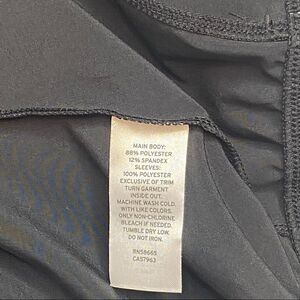 MAIN BODY:
88% POLYESTER
12% SPANDEX
SLEEVES:
100% POLYESTER
EXCLUSIVE OF TRIM
TURN GARMENT
INSIDE OUT.
MACHINE WASH COLD.
WITH LIKE COLORS.
ONLY NON-CHLORINE
BLEACH IF NEEDED.
TUMBLE DRY LOW.
DO NOT IRON.
RN58665
CA57963